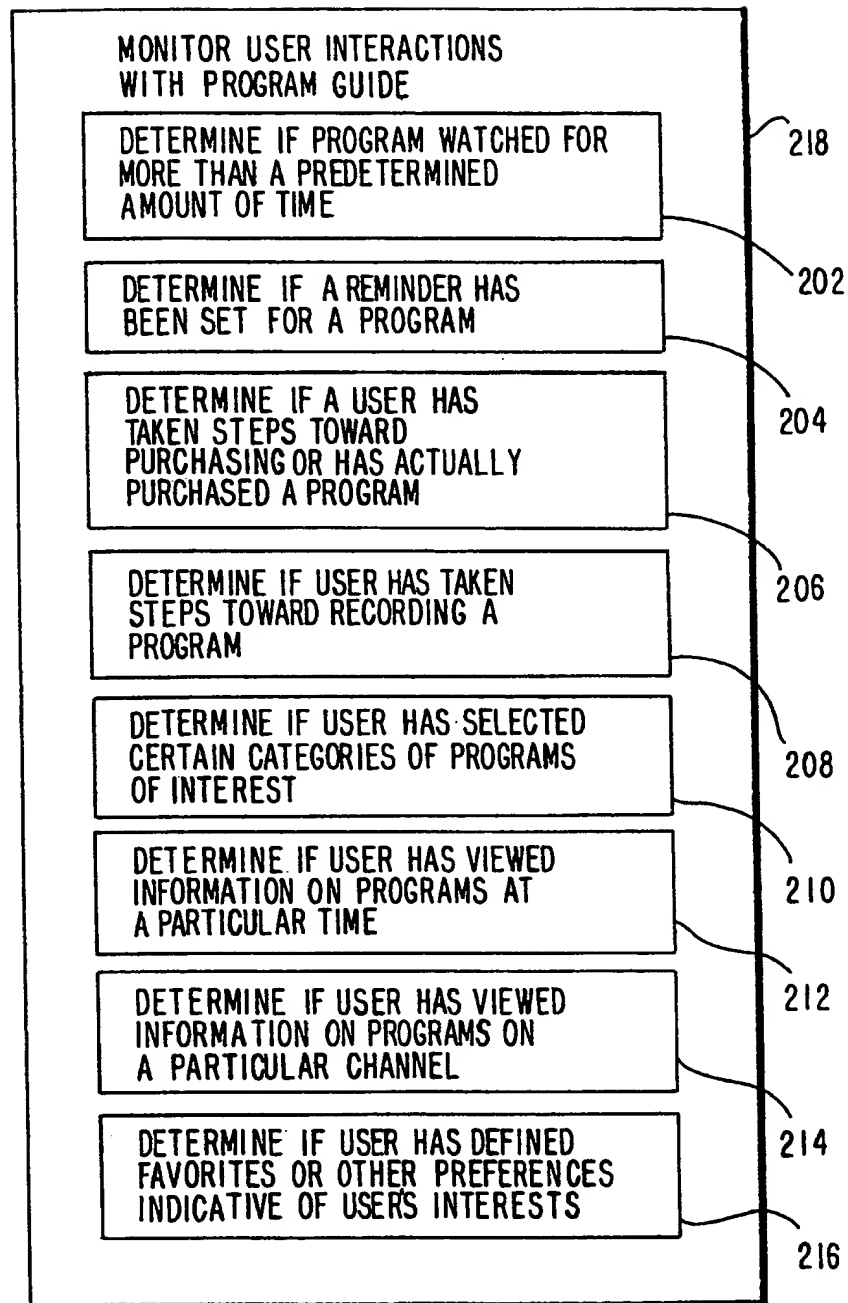 MONITOR USER INTERACTIONS
WITH PROGRAM GUIDE
DETERMINE IF PROGRAM WATCHED FOR
MORE THAN A PREDETERMINED
AMOUNT OF TIME
218
202
DETERMINE IF A REMINDER HAS
BEEN SET FOR A PROGRAM
204
DETERMINE IF A USER HAS
TAKEN STEPS TOWARD
PURCHASING OR HAS ACTUALLY
PURCHASED A PROGRAM
206
DETERMINE IF USER HAS TAKEN
STEPS TOWARD RECORDING A
PROGRAM
208
DETERMINE IF USER HAS SELECTED
CERTAIN CATEGORIES OF PROGRAMS
OF INTEREST
210
DETERMINE IF USER HAS VIEWED
INFORMATION ON PROGRAMS AT
A PARTICULAR TIME
212
DETERMINE IF USER HAS VIEWED
INFORMATION ON PROGRAMS ON
A PARTICULAR CHANNEL
214
DETERMINE IF USER HAS DEFINED
FAVORITES OR OTHER PREFERENCES
INDICATIVE OF USER'S INTERESTS
216